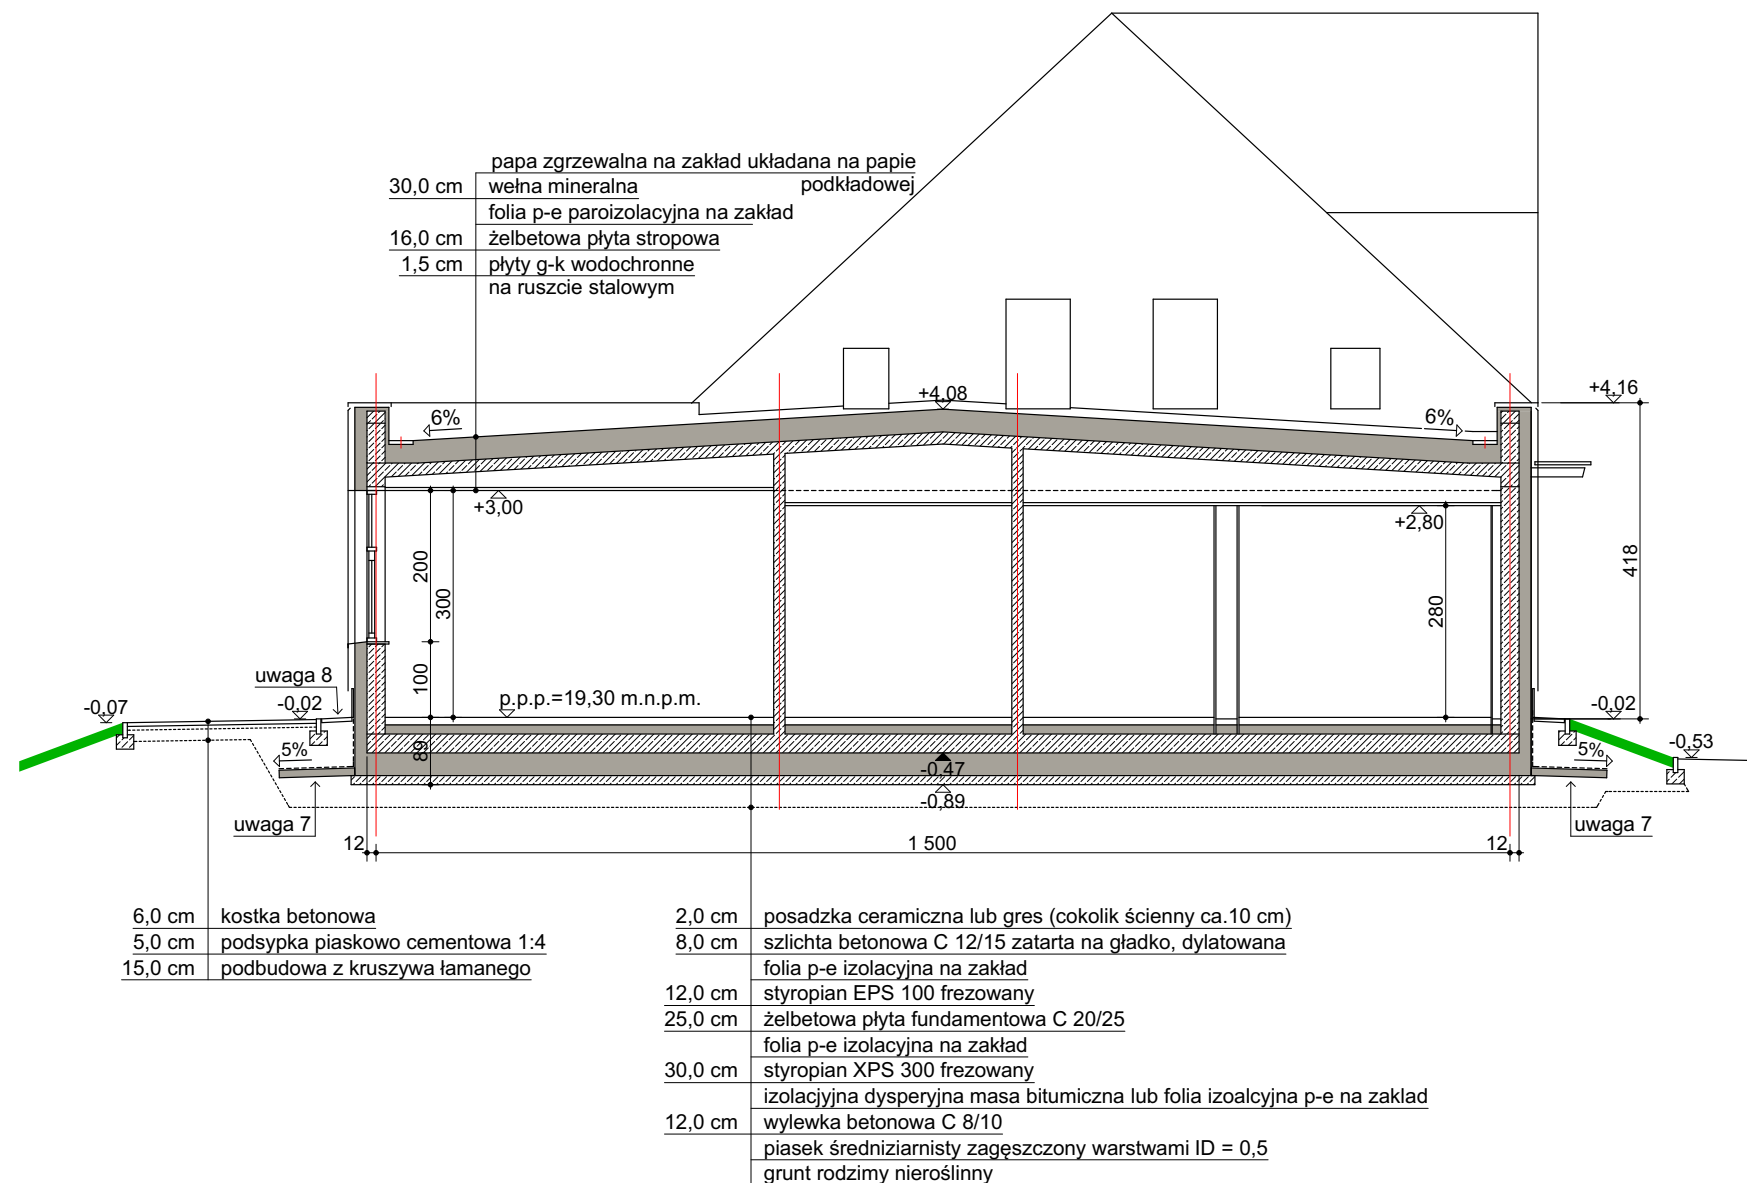 papa zgrzewalna na zakład układana na papie
podkładowej
30,0 cm wełna mineralna
folia p-e paroizolacyjna na zakład
16,0 cm żelbetowa płyta stropowa
1,5 cm płyty g-k wodochronne
na ruszcie stalowym
+4,08
+4,16
6%
6%
+3,00
+2,80
200
300
280
418
100
uwaga 8
p.p.p.=19,30 m.n.p.m.
-0,07
-0,02
-0,02
-0,53
89
5%
5%
-0,47
-0,89
uwaga 7
uwaga 7
12
1 500
12
6,0 cm kostka betonowa
5,0 cm podsypka piaskowo cementowa 1:4
15,0 cm podbudowa z kruszywa łamanego
2,0 cm posadzka ceramiczna lub gres (cokolik ścienny ca.10 cm)
8,0 cm szlichta betonowa C 12/15 zatarta na gładko, dylatowana
folia p-e izolacyjna na zakład
12,0 cm styropian EPS 100 frezowany
25,0 cm żelbetowa płyta fundamentowa C 20/25
folia p-e izolacyjna na zakład
30,0 cm styropian XPS 300 frezowany
izolacjyjna dysperyjna masa bitumiczna lub folia izoalcyjna p-e na zaklad
12,0 cm wylewka betonowa C 8/10
piasek średniziarnisty zagęszczony warstwami ID = 0,5
grunt rodzimy nieroślinny